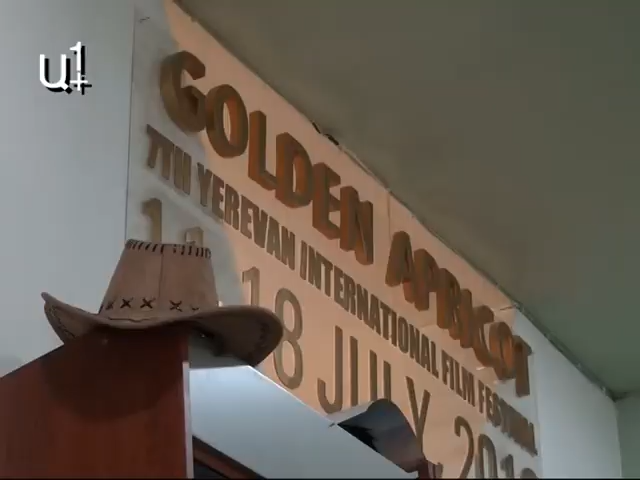 GOLDEN APRICOT
7TH YEREVAN INTERNATIONAL FILM FESTIVAL
18 JULY